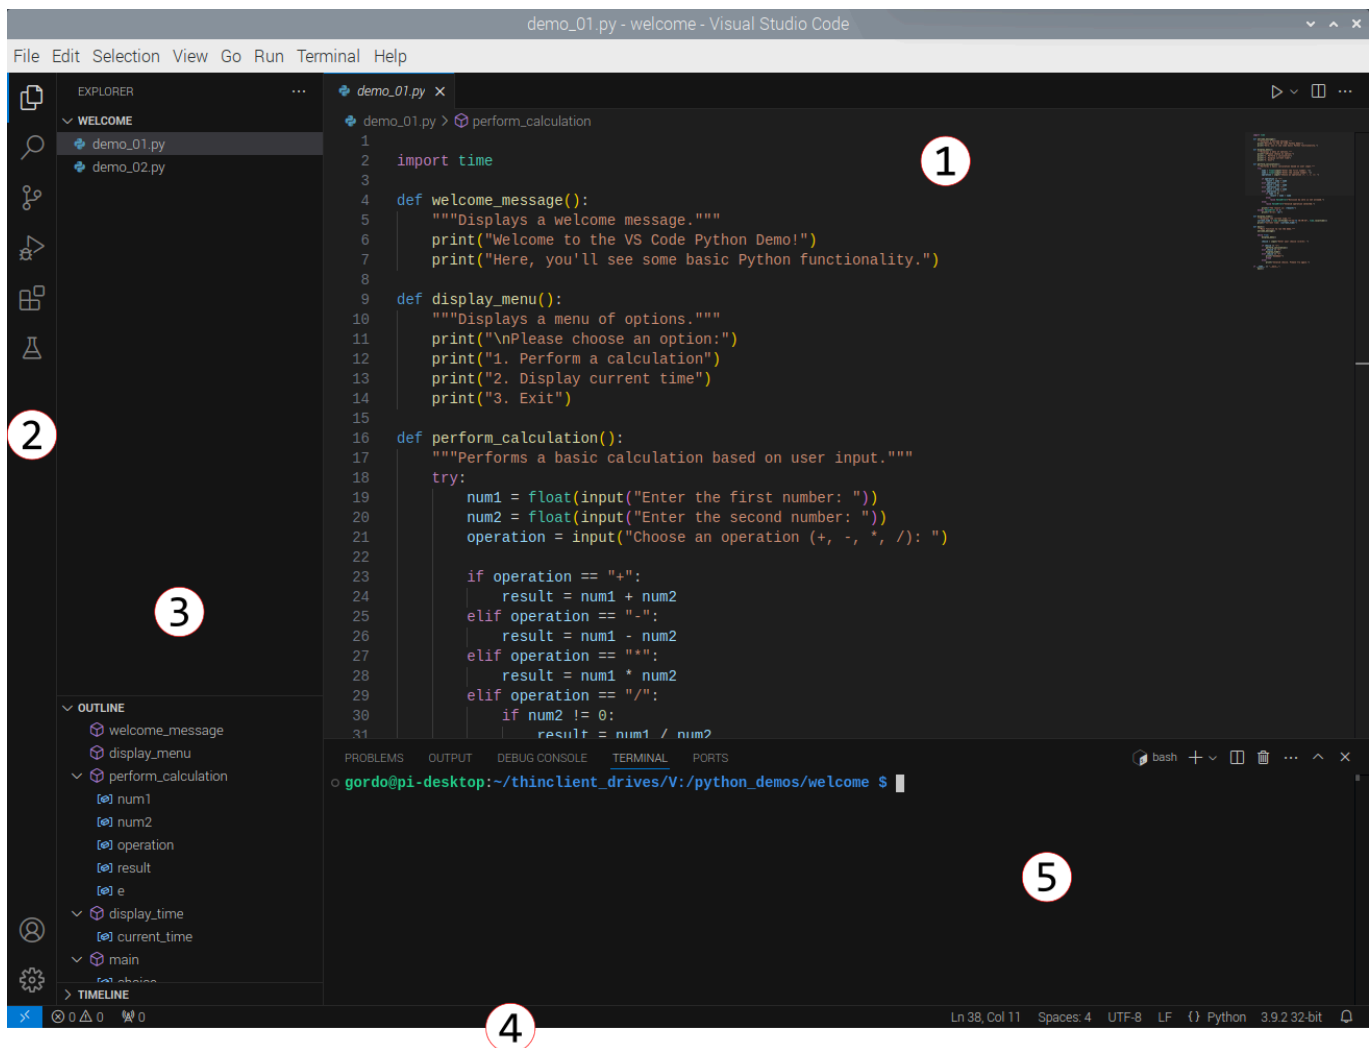 demo_01.py - welcome - Visual Studio Code
File Edit Selection View Go Run Terminal Help
EXPLORER
WELCOME
demo_01.py
demo_02.py
2
3
OUTLINE
welcome_message
display_menu
perform_calculation
num1
num2
operation
result
e
display_time
current_time
main
choice
TIMELINE
demo_01.py
demo_01.py > perform_calculation
1
1
2 import time
3
4 def welcome_message():
5 """Displays a welcome message."""
6 print("Welcome to the VS Code Python Demo!")
7 print("Here, you'll see some basic Python functionality.")
8
9 def display_menu():
10 """Displays a menu of options."""
11 print("\nPlease choose an option:")
12 print("1. Perform a calculation")
13 print("2. Display current time")
14 print("3. Exit")
15
16 def perform_calculation():
17 """Performs a basic calculation based on user input."""
18 try:
19 num1 = float(input("Enter the first number: "))
20 num2 = float(input("Enter the second number: "))
21 operation = input("Choose an operation (+, -, *, /): ")
22
23 if operation == "+":
24 result = num1 + num2
25 elif operation == "-":
26 result = num1 - num2
27 elif operation == "*":
28 result = num1 * num2
29 elif operation == "/":
30 if num2 != 0:
31 result = num1 / num2
PROBLEMS OUTPUT DEBUG CONSOLE TERMINAL PORTS
bash
gordo@pi-desktop:~/thinclient_drives/V:/python_demos/welcome $
5
0 0 0
4
Ln 38, Col 11 Spaces: 4 UTF-8 LF {} Python 3.9.2 32-bit